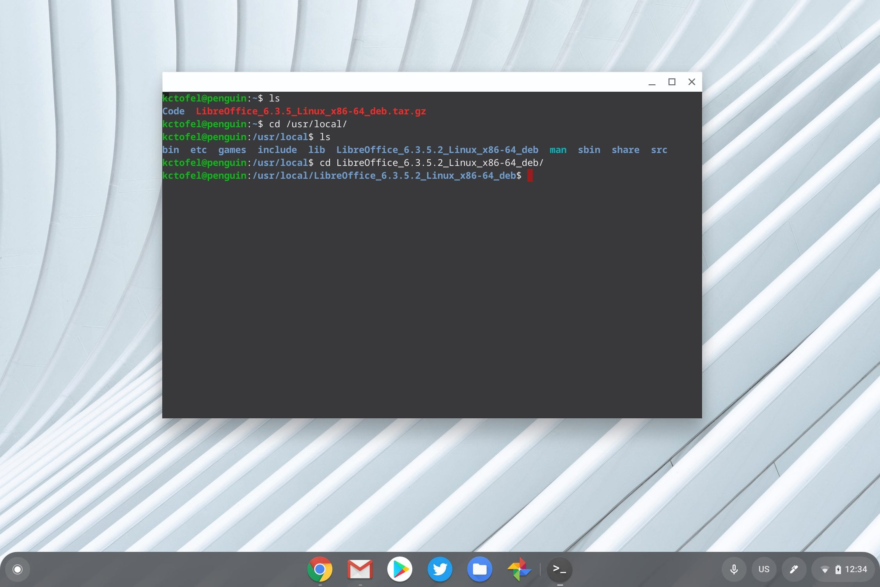 kctofel@penguin:~$ ls
Code  LibreOffice_6.3.5_Linux_x86-64_deb.tar.gz
kctofel@penguin:~$ cd /usr/local/
kctofel@penguin:/usr/local$ ls
bin  etc  games  include  lib  LibreOffice_6.3.5.2_Linux_x86-64_deb  man  sbin  share  src
kctofel@penguin:/usr/local$ cd LibreOffice_6.3.5.2_Linux_x86-64_deb/
kctofel@penguin:/usr/local/LibreOffice_6.3.5.2_Linux_x86-64_deb$
>_
US
12:34